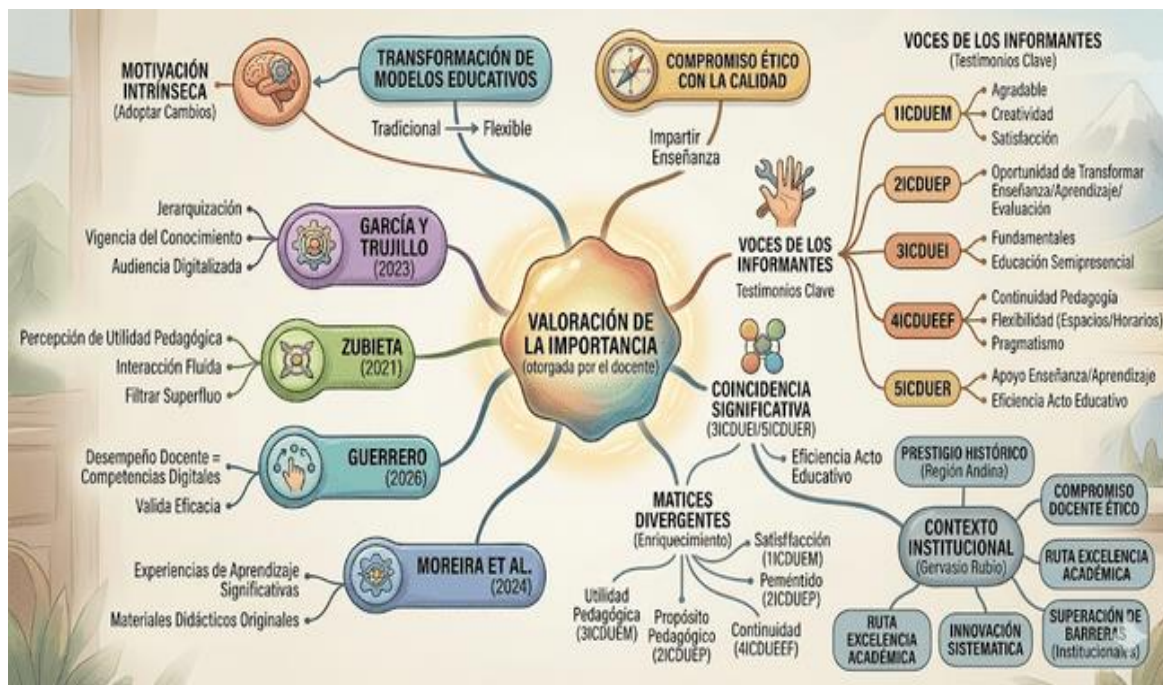 MOTIVACIÓN
INTRÍNSECA
(Adoptar Cambios)
TRANSFORMACIÓN DE
MODELOS EDUCATIVOS
Tradicional
Flexible
COMPROMISO ÉTICO
CON LA CALIDAD
Impartir
Enseñanza
VOCES DE LOS INFORMANTES
(Testimonios Clave)
1ICDUEM
Agradable
Creatividad
Satisfacción
2ICDUEP
Oportunidad de Transformar
Enseñanza/Aprendizaje/
Evaluación
3ICDUEI
Fundamentales
Educación Semipresencial
4ICDUEEF
Continuidad Pedagogía
Flexibilidad (Espacios/Horarios)
Pragmatismo
5ICDUER
Apoyo Enseñanza/Aprendizaje
Eficiencia Acto Educativo
VOCES DE LOS
INFORMANTES
Testimonios Clave
Jerarquización
Vigencia del Conocimiento
Audiencia Digitalizada
GARCÍA Y
TRUJILLO
(2023)
Percepción de Utilidad Pedagógica
Interacción Fluida
Filtrar Superfluo
ZUBIETA
(2021)
VALORACIÓN DE
LA IMPORTANCIA
(otorgada por el docente)
Desempeño Docente =
Competencias Digitales
Valida Eficacia
GUERRERO
(2026)
Experiencias de Aprendizaje
Significativas
Materiales Didácticos Originales
MOREIRA ET AL.
(2024)
COINCIDENCIA
SIGNIFICATIVA
(3ICDUEI/5ICDUER)
Eficiencia Acto
Educativo
MATICES
DIVERGENTES
(Enriquecimiento)
Satisffacción
(1ICDUEM)
Peméntido
(2ICDUEP)
Continuidad
(4ICDUEEF)
Propósito
Pedagógico
(2ICDUEP)
Utilidad
Pedagógica
(3ICDUEM)
PRESTIGIO HISTÓRICO
(Región Andina)
CONTEXTO
INSTITUCIONAL
(Gervasio Rubio)
COMPROMISO
DOCENTE ÉTICO
RUTA EXCELENCIA
ACADÉMICA
SUPERACIÓN DE
BARRERAS
(Institucionales)
INNOVACIÓN
SISTEMATICA
RUTA
EXCELENCIA
ACADÉMICA